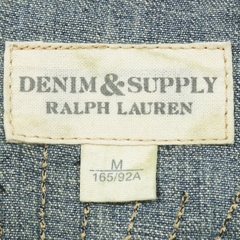 DENIM & SUPPLY
RALPH LAUREN
M
165/92A